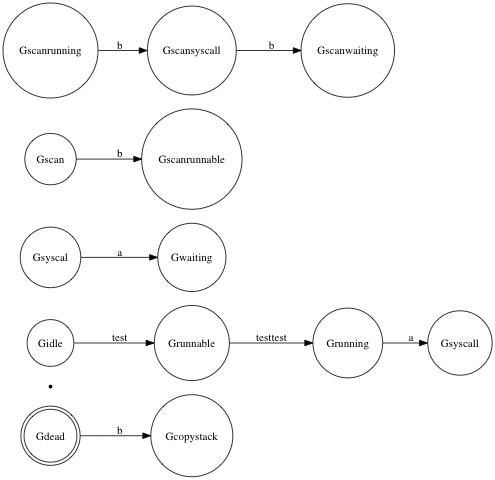 Gscanrunning b Gscansyscall b Gscanwaiting
Gscan b Gscanrunnable
Gsyscal a Gwaiting
Gidle test Grunnable testtest Grunning a Gsyscall
Gdead b Gcopystack